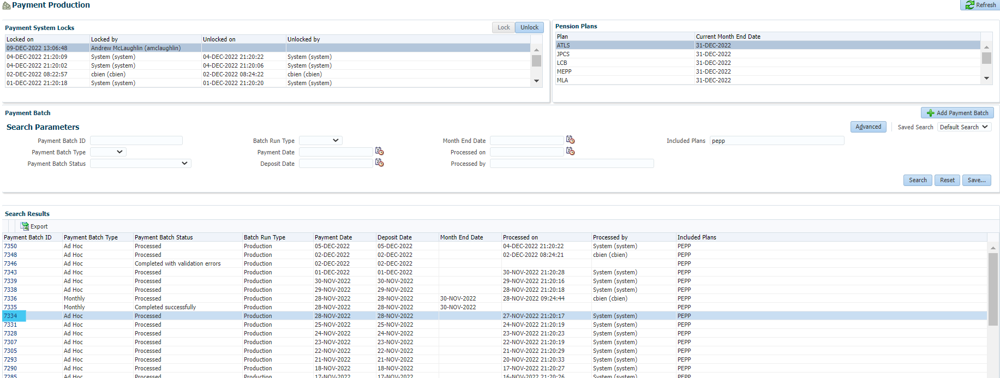 Payment Production
Refresh
Payment System Locks
Lock Unlock
Locked on Locked by Unlocked on Unlocked by
09-DEC-2022 13:06:48 Andrew McLaughlin (amclaughlin)
04-DEC-2022 21:20:09 System (system) 04-DEC-2022 21:20:22 System (system)
04-DEC-2022 21:20:02 System (system) 04-DEC-2022 21:20:06 System (system)
02-DEC-2022 08:22:57 cbien (cbien) 02-DEC-2022 08:24:22 cbien (cbien)
01-DEC-2022 21:20:18 System (system) 01-DEC-2022 21:20:20 System (system)
Pension Plans
Plan Current Month End Date
ATLS 31-DEC-2022
JPCS 31-DEC-2022
LCB 31-DEC-2022
MEPP 31-DEC-2022
MLA 31-DEC-2022
Payment Batch
Add Payment Batch
Search Parameters
Advanced Saved Search Default Search
Payment Batch ID Batch Run Type Month End Date Included Plans pepp
Payment Batch Type Payment Date Processed on
Payment Batch Status Deposit Date Processed by
Search Reset Save...
Search Results
Export
Payment Batch ID Payment Batch Type Payment Batch Status Batch Run Type Payment Date Deposit Date Month End Date Processed on Processed by Included Plans
7350 Ad Hoc Processed Production 05-DEC-2022 05-DEC-2022 04-DEC-2022 21:20:22 System (system) PEPP
7348 Ad Hoc Processed Production 02-DEC-2022 02-DEC-2022 02-DEC-2022 08:24:21 cbien (cbien) PEPP
7346 Ad Hoc Completed with validation errors Production 02-DEC-2022 02-DEC-2022 PEPP
7343 Ad Hoc Processed Production 01-DEC-2022 01-DEC-2022 30-NOV-2022 21:20:28 System (system) PEPP
7339 Ad Hoc Processed Production 30-NOV-2022 30-NOV-2022 29-NOV-2022 21:20:16 System (system) PEPP
7338 Ad Hoc Processed Production 29-NOV-2022 29-NOV-2022 28-NOV-2022 21:20:18 System (system) PEPP
7336 Monthly Processed Production 28-NOV-2022 28-NOV-2022 30-NOV-2022 28-NOV-2022 09:24:44 cbien (cbien) PEPP
7335 Monthly Completed successfully Production 28-NOV-2022 28-NOV-2022 30-NOV-2022 PEPP
7334 Ad Hoc Processed Production 28-NOV-2022 28-NOV-2022 27-NOV-2022 21:20:17 System (system) PEPP
7331 Ad Hoc Processed Production 25-NOV-2022 25-NOV-2022 24-NOV-2022 21:20:19 System (system) PEPP
7328 Ad Hoc Processed Production 24-NOV-2022 24-NOV-2022 23-NOV-2022 21:20:23 System (system) PEPP
7307 Ad Hoc Processed Production 23-NOV-2022 23-NOV-2022 22-NOV-2022 21:20:19 System (system) PEPP
7305 Ad Hoc Processed Production 22-NOV-2022 22-NOV-2022 21-NOV-2022 21:20:29 System (system) PEPP
7293 Ad Hoc Processed Production 21-NOV-2022 21-NOV-2022 20-NOV-2022 21:20:33 System (system) PEPP
7290 Ad Hoc Processed Production 18-NOV-2022 18-NOV-2022 17-NOV-2022 21:20:27 System (system) PEPP
7285 Ad Hoc Processed Production 17-NOV-2022 17-NOV-2022 16-NOV-2022 21:20:26 System (system) PEPP